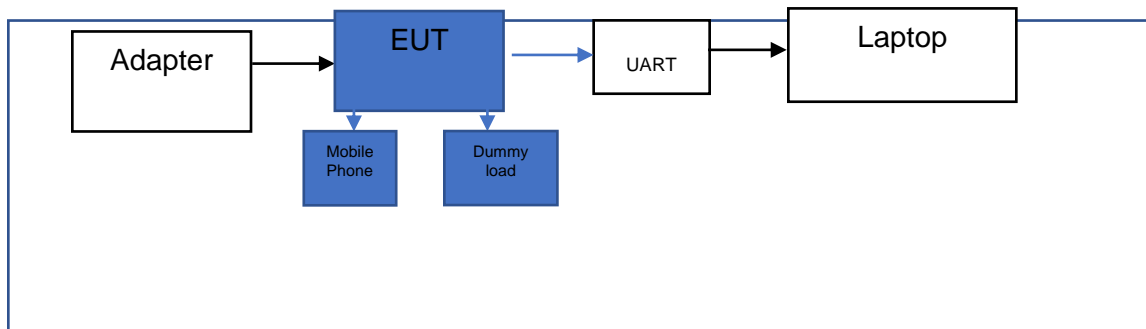 Adapter
EUT
UART
Laptop
Mobile
Phone
Dummy
load